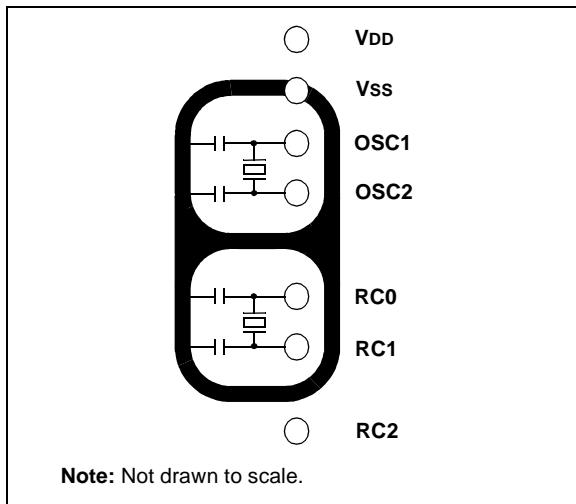 VDD
VSS
OSC1
OSC2
RC0
RC1
RC2
Note: Not drawn to scale.